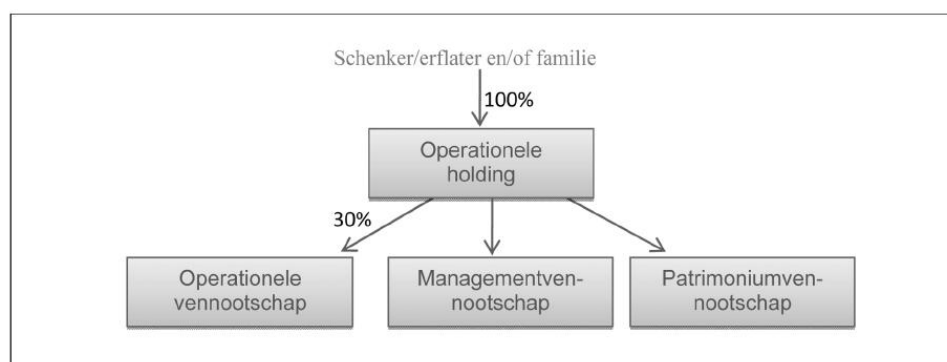 Schenker/erflater en/of familie
100%
Operationele
holding
30%
Operationele
vennootschap
Managementven-
nootschap
Patrimoniumven-
nootschap